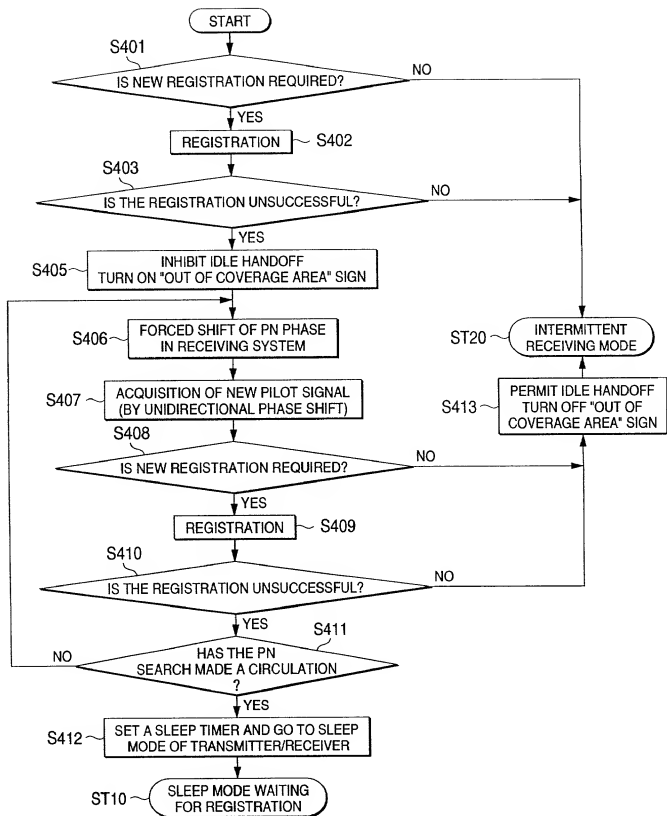 START
S401
IS NEW REGISTRATION REQUIRED?
NO
YES
REGISTRATION
S402
S403
IS THE REGISTRATION UNSUCCESSFUL?
NO
YES
S405
INHIBIT IDLE HANDOFF
TURN ON "OUT OF COVERAGE AREA" SIGN
S406
FORCED SHIFT OF PN PHASE
IN RECEIVING SYSTEM
ST20
INTERMITTENT
RECEIVING MODE
S407
ACQUISITION OF NEW PILOT SIGNAL
(BY UNIDIRECTIONAL PHASE SHIFT)
S413
PERMIT IDLE HANDOFF
TURN OFF "OUT OF
COVERAGE AREA" SIGN
S408
IS NEW REGISTRATION REQUIRED?
NO
YES
REGISTRATION
S409
S410
IS THE REGISTRATION UNSUCCESSFUL?
NO
YES
S411
HAS THE PN
SEARCH MADE A CIRCULATION
?
NO
YES
S412
SET A SLEEP TIMER AND GO TO SLEEP
MODE OF TRANSMITTER/RECEIVER
ST10
SLEEP MODE WAITING
FOR REGISTRATION